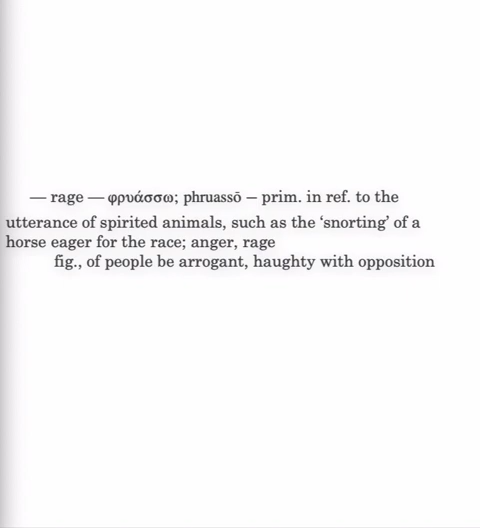 — rage — φρυάσσω; phruassō – prim. in ref. to the
utterance of spirited animals, such as the ‘snorting’ of a
horse eager for the race; anger, rage
fig., of people be arrogant, haughty with opposition